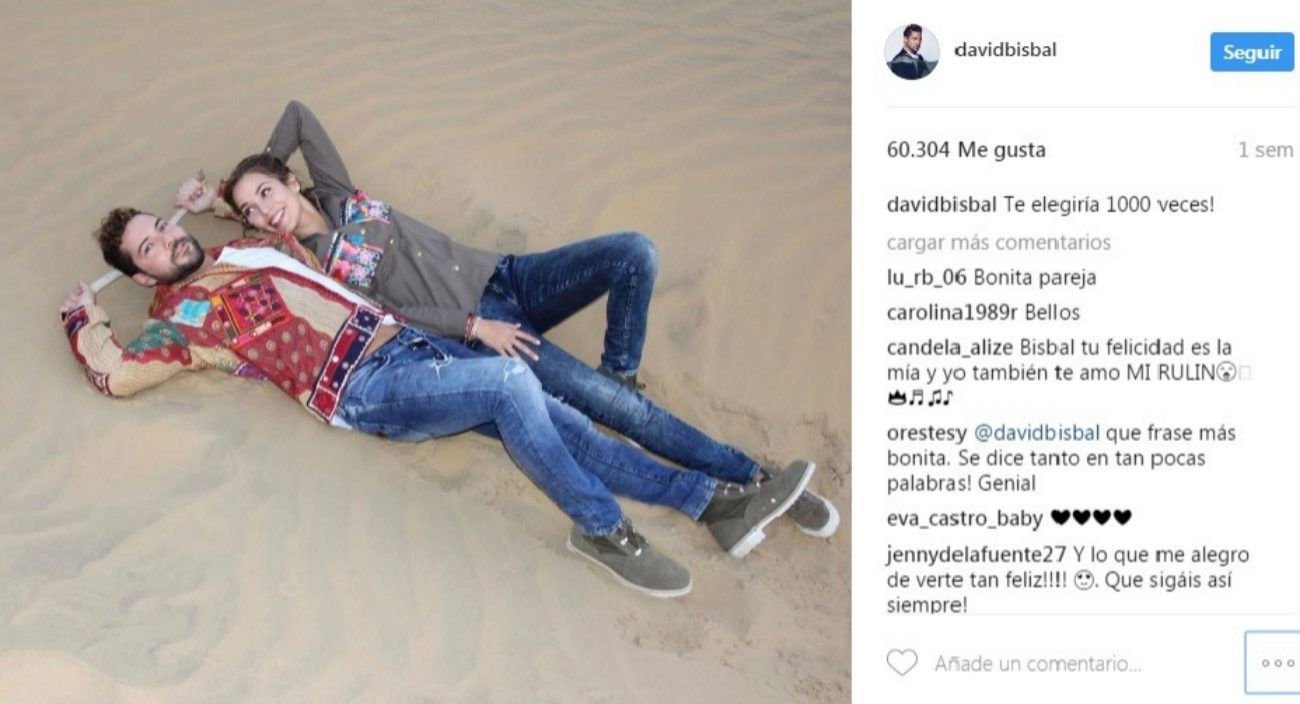 davidbisbal
Seguir
60.304 Me gusta
1 sem
davidbisbal Te elegiría 1000 veces!
cargar más comentarios
lu_rb_06 Bonita pareja
carolina1989r Bellos
candela_alize Bisbal tu felicidad es la
mía y yo también te amo MI RULIN
orestesy @davidbisbal que frase más
bonita. Se dice tanto en tan pocas
palabras! Genial
eva_castro_baby ♥♥♥♥
jennydelafuente27 Y lo que me alegro
de verte tan feliz!!!! 🙂. Que sigáis así
siempre!
Añade un comentario...